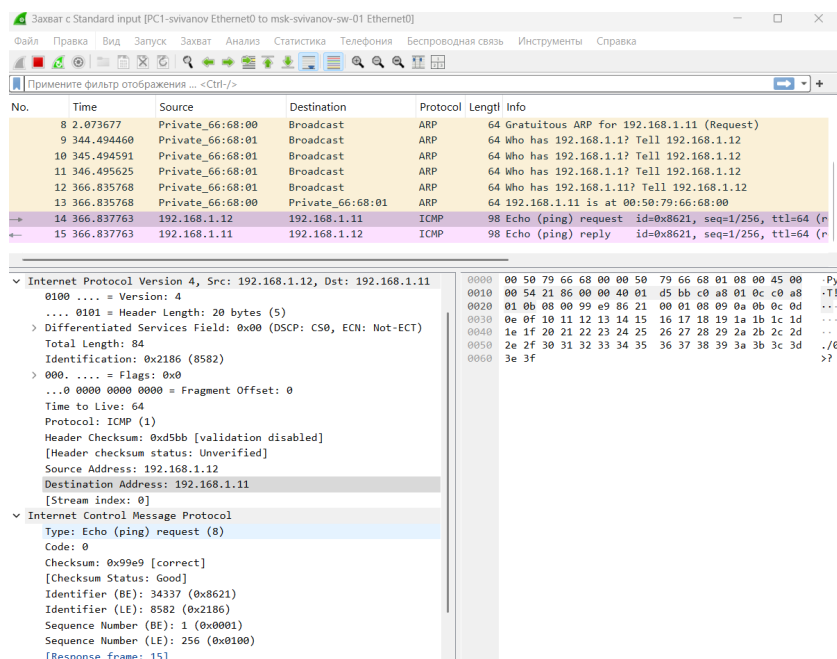 Захват с Standard input [PC1-svivanov Ethernet0 to msk-svivanov-sw-01 Ethernet0]
Файл Правка Вид Запуск Захват Анализ Статистика Телефония Беспроводная связь Инструменты Справка
Примените фильтр отображения ... <Ctrl-/>
No. Time Source Destination Protocol Lengtl Info
8 2.073677 Private_66:68:00 Broadcast ARP 64 Gratuitous ARP for 192.168.1.11 (Request)
9 344.494460 Private_66:68:01 Broadcast ARP 64 Who has 192.168.1.1? Tell 192.168.1.12
10 345.494591 Private_66:68:01 Broadcast ARP 64 Who has 192.168.1.1? Tell 192.168.1.12
11 346.495625 Private_66:68:01 Broadcast ARP 64 Who has 192.168.1.1? Tell 192.168.1.12
12 366.835768 Private_66:68:01 Broadcast ARP 64 Who has 192.168.1.11? Tell 192.168.1.12
13 366.835768 Private_66:68:00 Private_66:68:01 ARP 64 192.168.1.11 is at 00:50:79:66:68:00
14 366.837763 192.168.1.12 192.168.1.11 ICMP 98 Echo (ping) request id=0x8621, seq=1/256, ttl=64 (r
15 366.837763 192.168.1.11 192.168.1.12 ICMP 98 Echo (ping) reply id=0x8621, seq=1/256, ttl=64 (r
Internet Protocol Version 4, Src: 192.168.1.12, Dst: 192.168.1.11
0100 .... = Version: 4
.... 0101 = Header Length: 20 bytes (5)
Differentiated Services Field: 0x00 (DSCP: CS0, ECN: Not-ECT)
Total Length: 84
Identification: 0x2186 (8582)
000. .... = Flags: 0x0
...0 0000 0000 0000 = Fragment Offset: 0
Time to Live: 64
Protocol: ICMP (1)
Header Checksum: 0xd5bb [validation disabled]
[Header checksum status: Unverified]
Source Address: 192.168.1.12
Destination Address: 192.168.1.11
[Stream index: 0]
Internet Control Message Protocol
Type: Echo (ping) request (8)
Code: 0
Checksum: 0x99e9 [correct]
[Checksum Status: Good]
Identifier (BE): 34337 (0x8621)
Identifier (LE): 8582 (0x2186)
Sequence Number (BE): 1 (0x0001)
Sequence Number (LE): 256 (0x0100)
[Response frame: 15]
0000 00 50 79 66 68 00 00 50 79 66 68 01 08 00 45 00 ·Py
0010 00 54 21 86 00 00 40 01 d5 bb c0 a8 01 0c c0 a8 ·T!
0020 01 0b 08 00 99 e9 86 21 00 01 08 09 0a 0b 0c 0d ···
0030 0e 0f 10 11 12 13 14 15 16 17 18 19 1a 1b 1c 1d ···
0040 1e 1f 20 21 22 23 24 25 26 27 28 29 2a 2b 2c 2d ··
0050 2e 2f 30 31 32 33 34 35 36 37 38 39 3a 3b 3c 3d ./0
0060 3e 3f >?